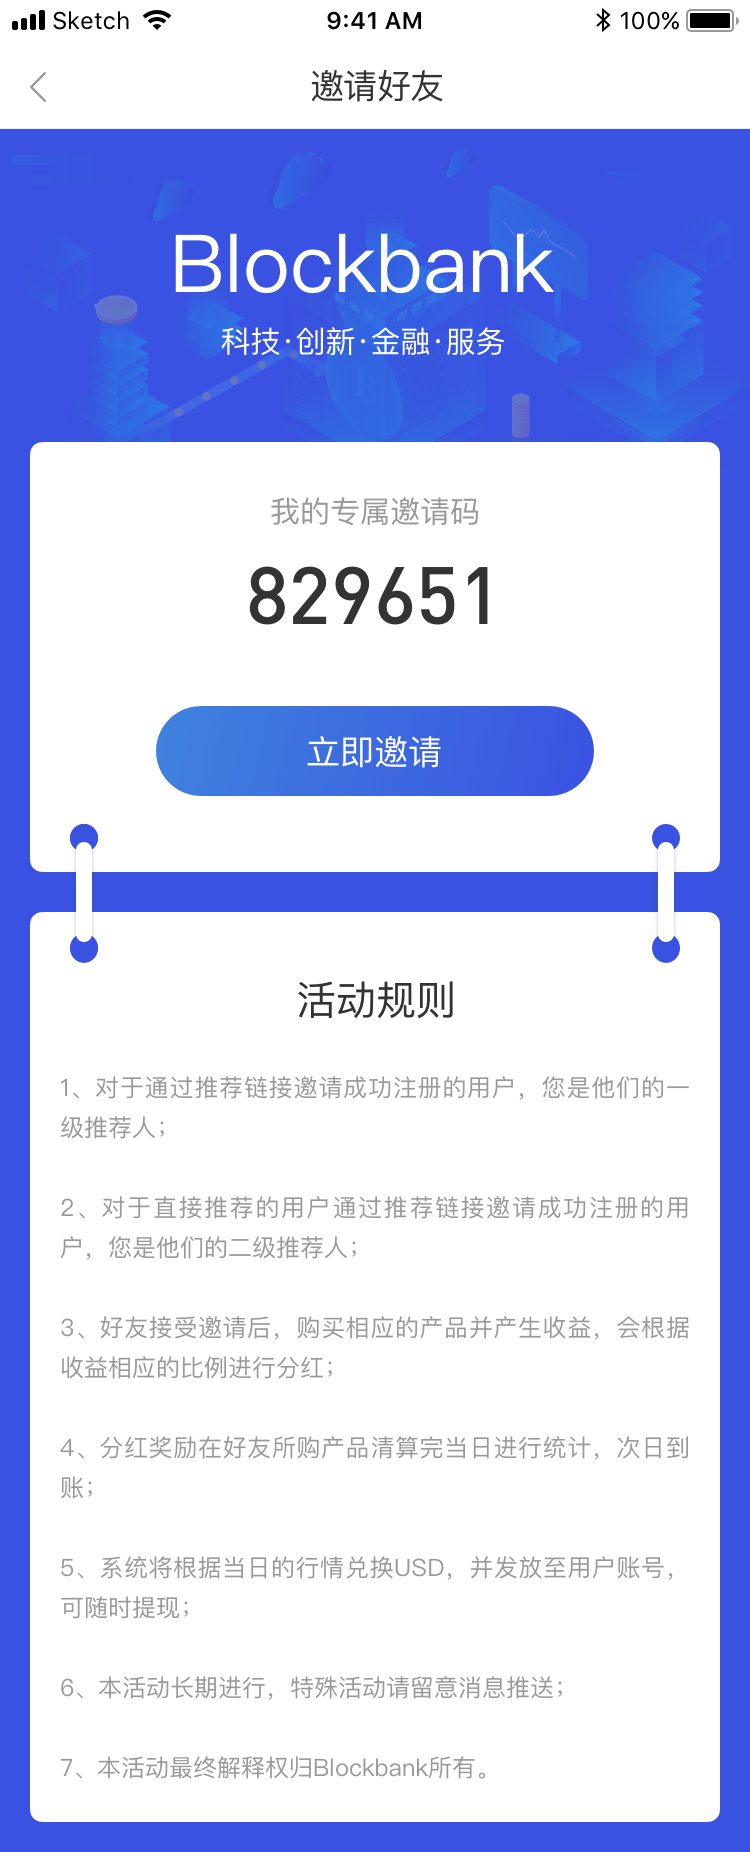 Sketch 9:41 AM 100%
邀请好友
Blockbank
科技·创新·金融·服务
我的专属邀请码
829651
立即邀请
活动规则
1、对于通过推荐链接邀请成功注册的用户，您是他们的一
级推荐人；
2、对于直接推荐的用户通过推荐链接邀请成功注册的用
户，您是他们的二级推荐人；
3、好友接受邀请后，购买相应的产品并产生收益，会根据
收益相应的比例进行分红；
4、分红奖励在好友所购产品清算完当日进行统计，次日到
账；
5、系统将根据当日的行情兑换USD，并发放至用户账号，
可随时提现；
6、本活动长期进行，特殊活动请留意消息推送；
7、本活动最终解释权归Blockbank所有。